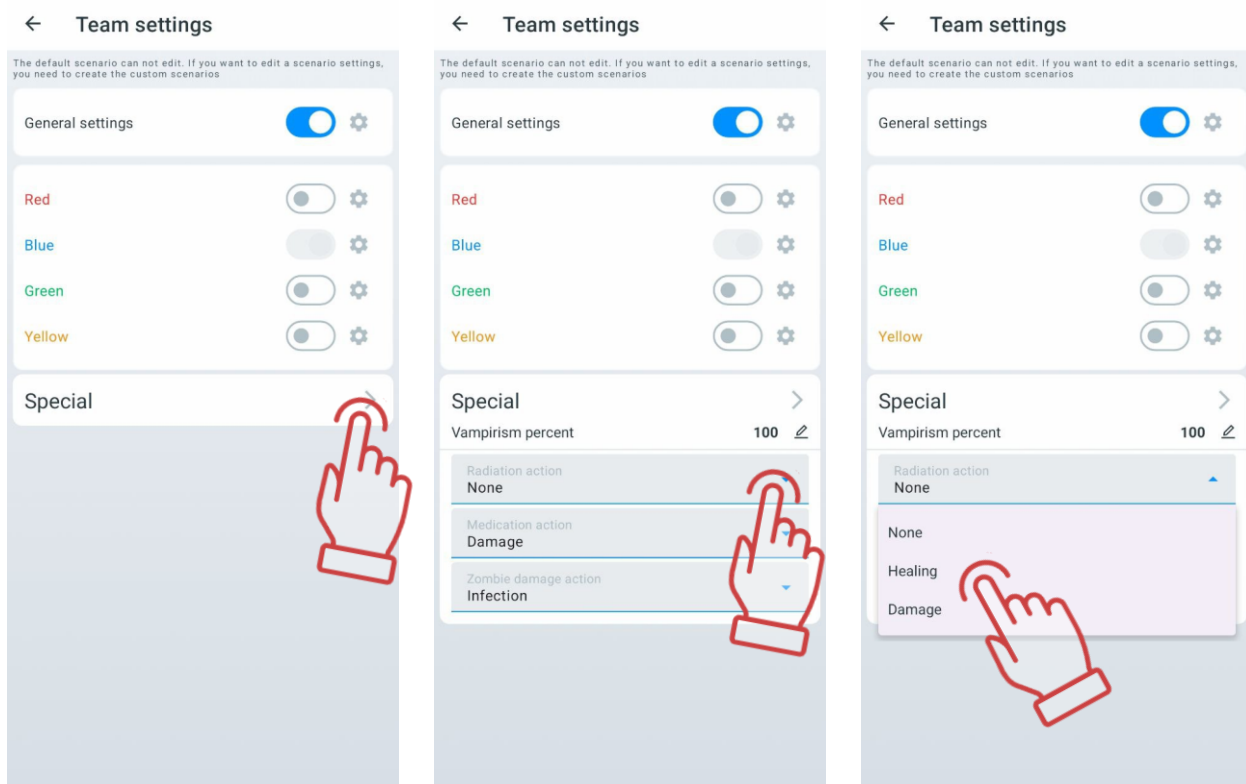 Team settings
The default scenario can not edit. If you want to edit a scenario settings,
you need to create the custom scenarios
General settings
Red
Blue
Green
Yellow
Special
Team settings
The default scenario can not edit. If you want to edit a scenario settings,
you need to create the custom scenarios
General settings
Red
Blue
Green
Yellow
Special
Vampirism percent 100
Radiation action
None
Medication action
Damage
Zombie damage action
Infection
Team settings
The default scenario can not edit. If you want to edit a scenario settings,
you need to create the custom scenarios
General settings
Red
Blue
Green
Yellow
Special
Vampirism percent 100
Radiation action
None
None
Healing
Damage